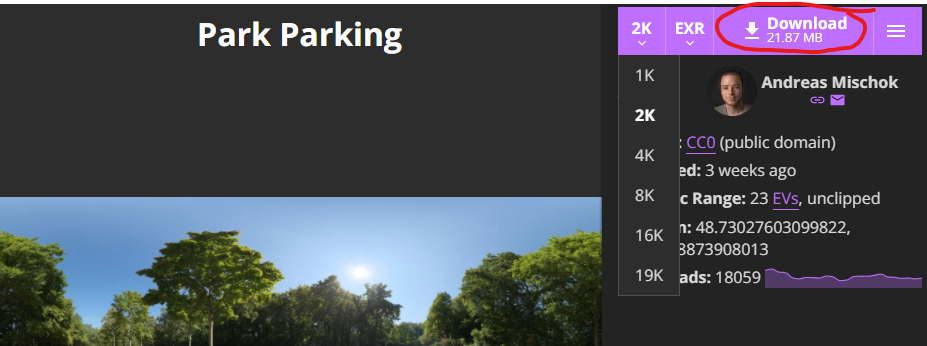 Park Parking
2K
EXR
Download
21.87 MB
1K
2K
4K
8K
16K
19K
Andreas Mischok
: CC0 (public domain)
ed: 3 weeks ago
c Range: 23 EVs, unclipped
n: 48.73027603099822,
8873908013
ads: 18059